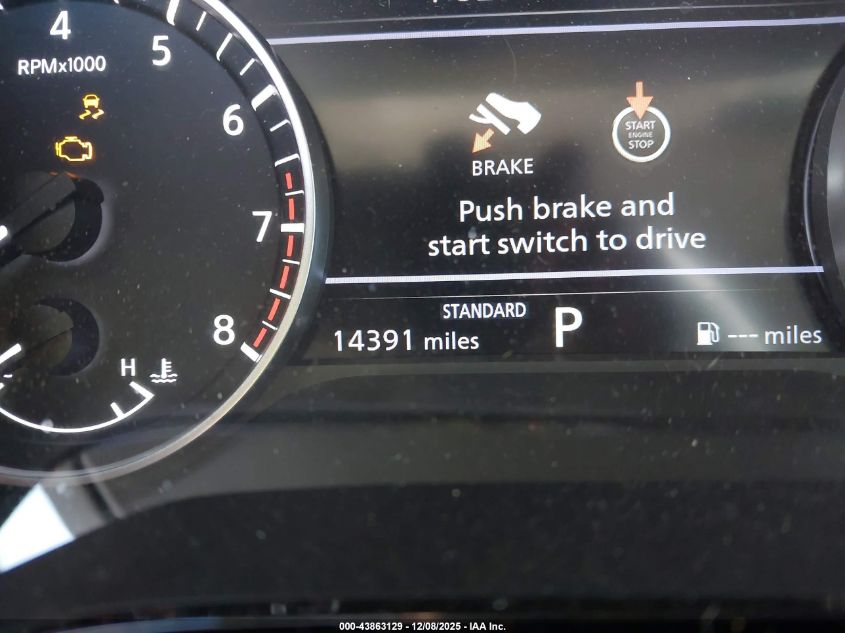 4
5
RPMx1000
6
7
8
H
START
ENGINE
STOP
BRAKE
Push brake and
start switch to drive
STANDARD
14391 miles
P
--- miles
000-43863129 - 12/08/2025 - IAA Inc.